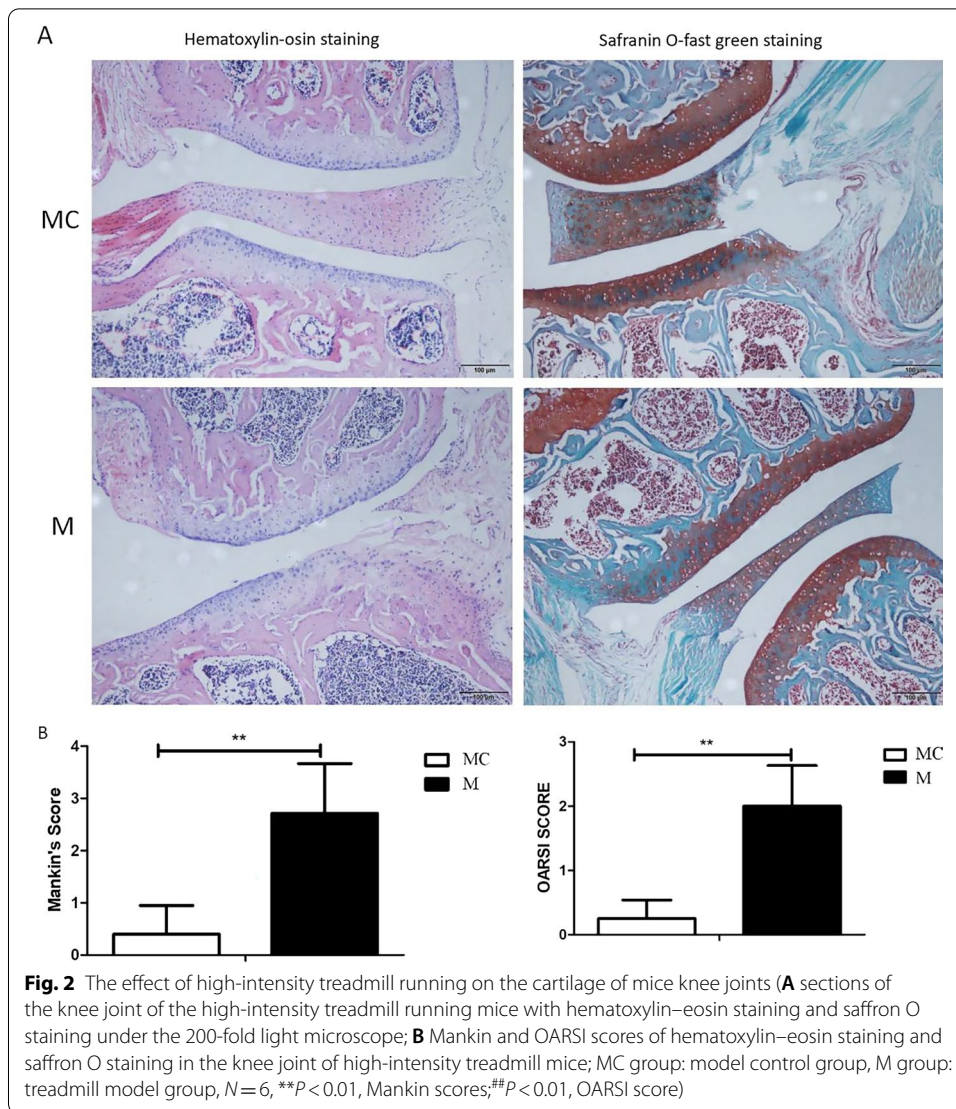 A
Hematoxylin-osin staining
Safranin O-fast green staining
MC
100 μm
100 μm
M
100 μm
100 μm
B
**
4
3
2
1
0
Mankin's Score
MC
M
**
3
2
1
0
OARSI SCORE
MC
M
Fig. 2 The effect of high-intensity treadmill running on the cartilage of mice knee joints (A sections of
the knee joint of the high-intensity treadmill running mice with hematoxylin–eosin staining and saffron O
staining under the 200-fold light microscope; B Mankin and OARSI scores of hematoxylin–eosin staining and
saffron O staining in the knee joint of high-intensity treadmill mice; MC group: model control group, M group:
treadmill model group, N = 6, **P < 0.01, Mankin scores;##P < 0.01, OARSI score)